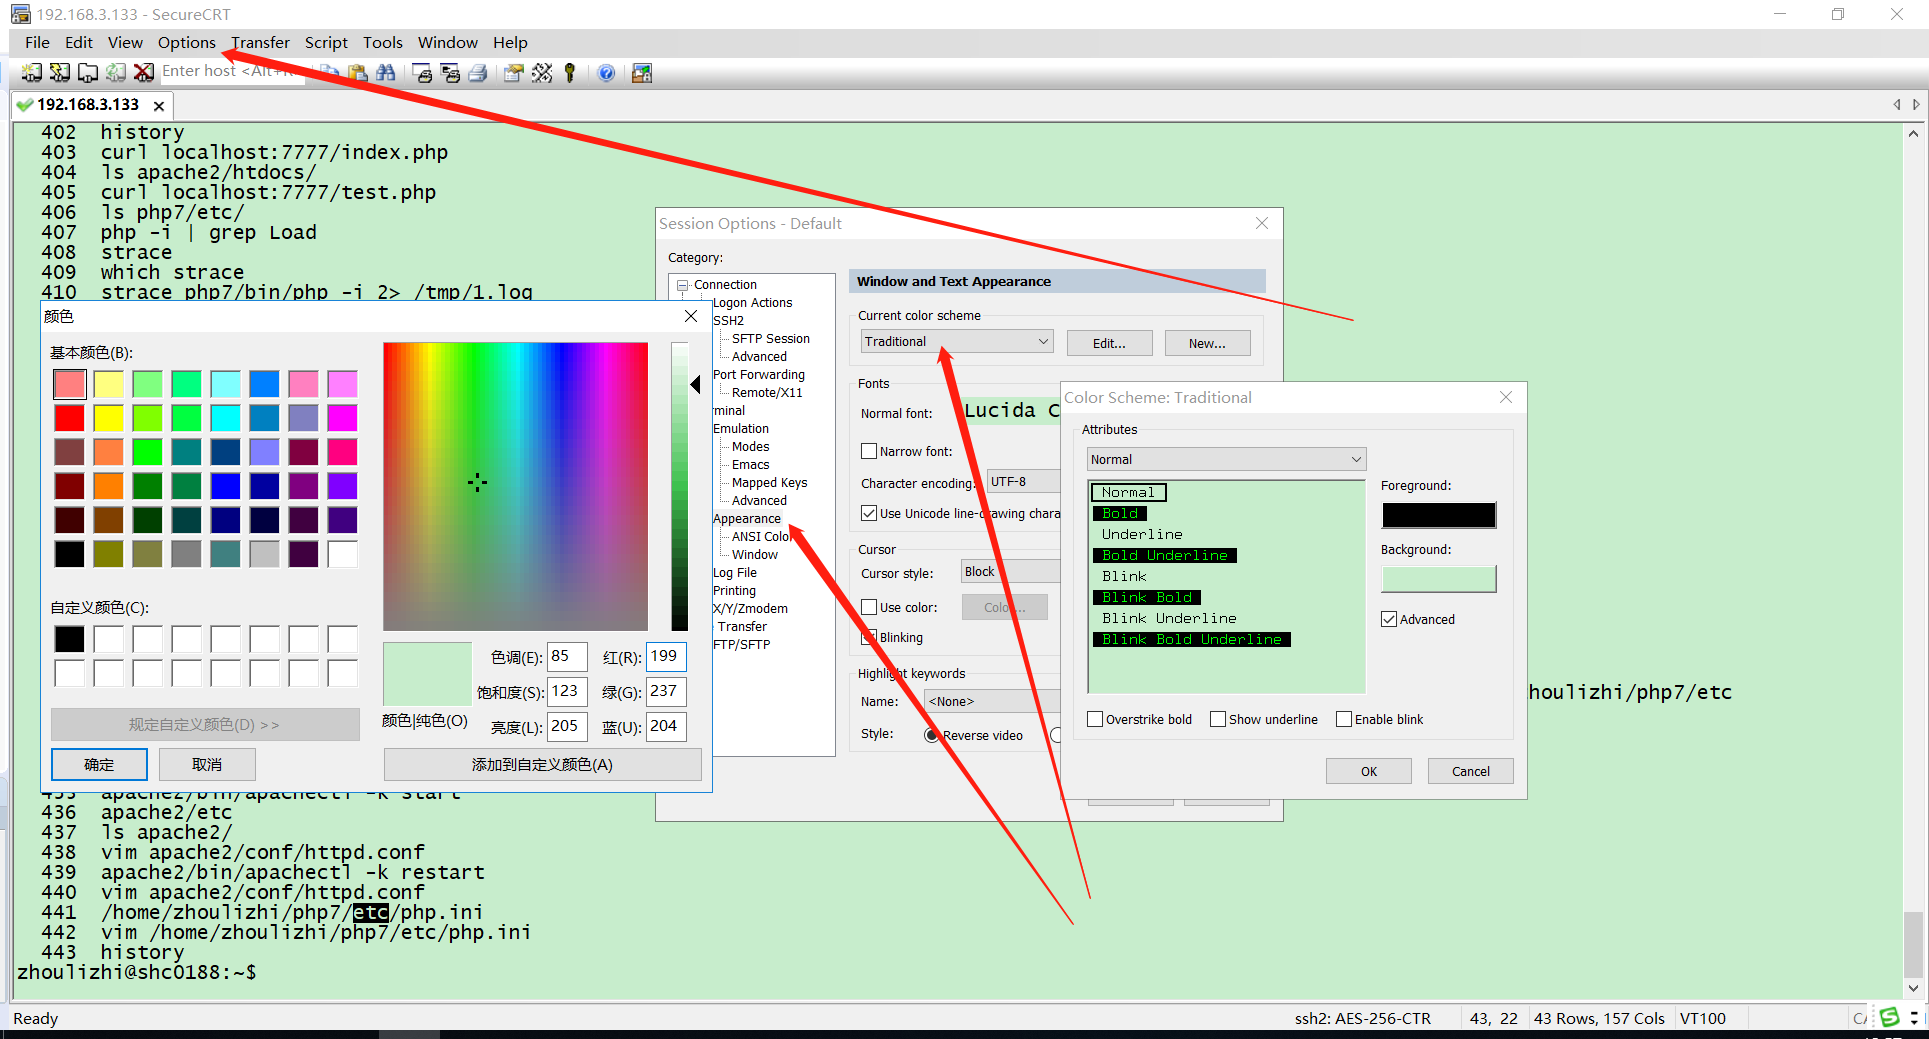 192.168.3.133 - SecureCRT
File Edit View Options Transfer Script Tools Window Help
Enter host <Alt+R
192.168.3.133
402 history
403 curl localhost:7777/index.php
404 ls apache2/htdocs/
405 curl localhost:7777/test.php
406 ls php7/etc/
407 php -i | grep Load
408 strace
409 which strace
410 strace php7/bin/php -i 2> /tmp/1.log
houlizhi/php7/etc
435 apache2/bin/apachectl -k start
436 apache2/etc
437 ls apache2/
438 vim apache2/conf/httpd.conf
439 apache2/bin/apachectl -k restart
440 vim apache2/conf/httpd.conf
441 /home/zhoulizhi/php7/etc/php.ini
442 vim /home/zhoulizhi/php7/etc/php.ini
443 history
zhoulizhi@shc0188:~$
颜色
基本颜色(B):
自定义颜色(C):
规定自定义颜色(D) >>
确定 取消
颜色|纯色(O)
色调(E): 85 红(R): 199
饱和度(S): 123 绿(G): 237
亮度(L): 205 蓝(U): 204
添加到自定义颜色(A)
Session Options - Default
Category:
Connection
Logon Actions
SSH2
SFTP Session
Advanced
Port Forwarding
Remote/X11
minal
Emulation
Modes
Emacs
Mapped Keys
Advanced
Appearance
ANSI Color
Window
Log File
Printing
X/Y/Zmodem
Transfer
FTP/SFTP
Window and Text Appearance
Current color scheme
Traditional Edit... New...
Fonts
Normal font: Lucida C
Narrow font:
Character encoding: UTF-8
Use Unicode line-drawing chara
Cursor
Cursor style: Block
Use color: Color...
Blinking
Highlight keywords
Name: <None>
Style: Reverse video
Color Scheme: Traditional
Attributes
Normal
Normal
Bold
Underline
Bold Underline
Blink
Blink Bold
Blink Underline
Blink Bold Underline
Foreground:
Background:
Advanced
Overstrike bold Show underline Enable blink
OK Cancel
Ready ssh2: AES-256-CTR 43, 22 43 Rows, 157 Cols VT100